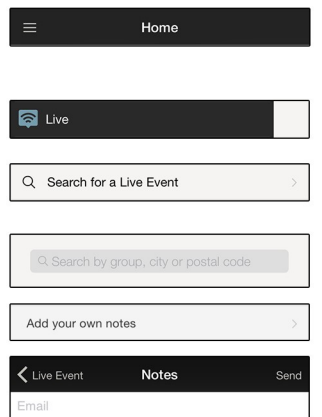 Home
Live
Search for a Live Event
Search by group, city or postal code
Add your own notes
Live Event Notes Send
Email